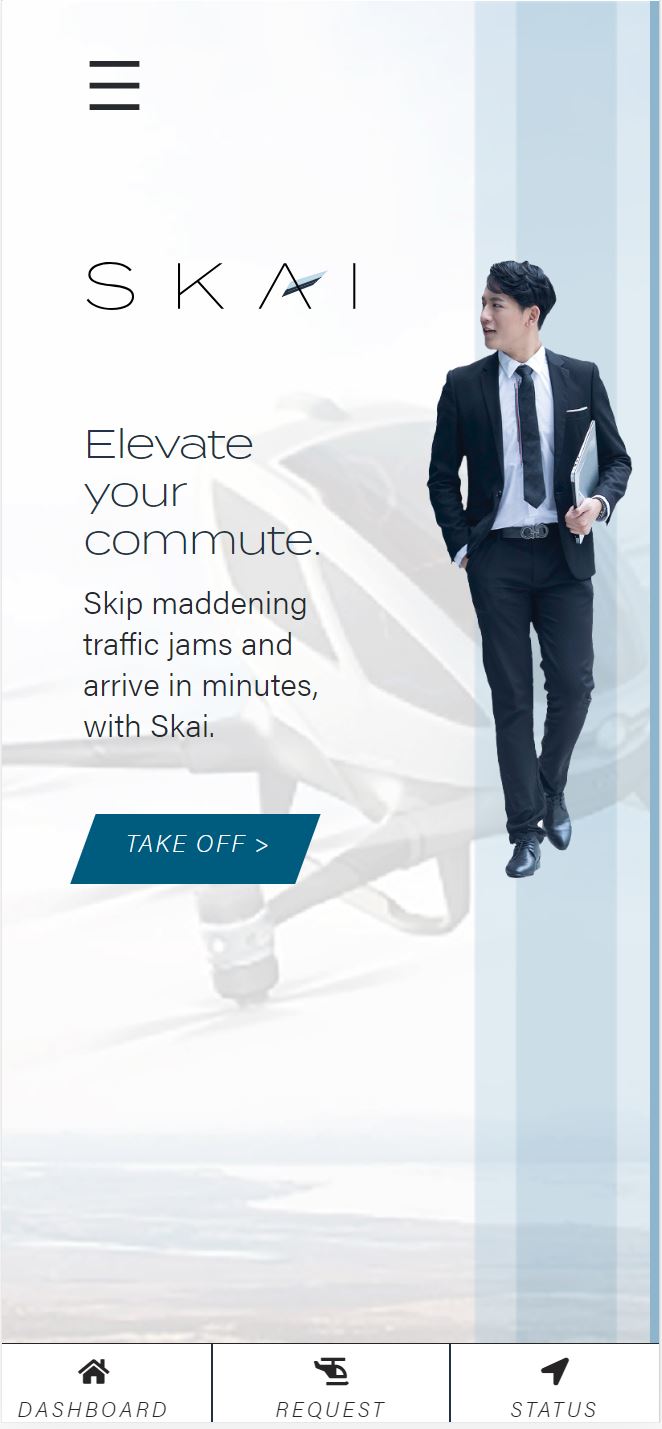 SKAI
Elevate
your
commute.
Skip maddening
traffic jams and
arrive in minutes,
with Skai.
TAKE OFF >
DASHBOARD
REQUEST
STATUS